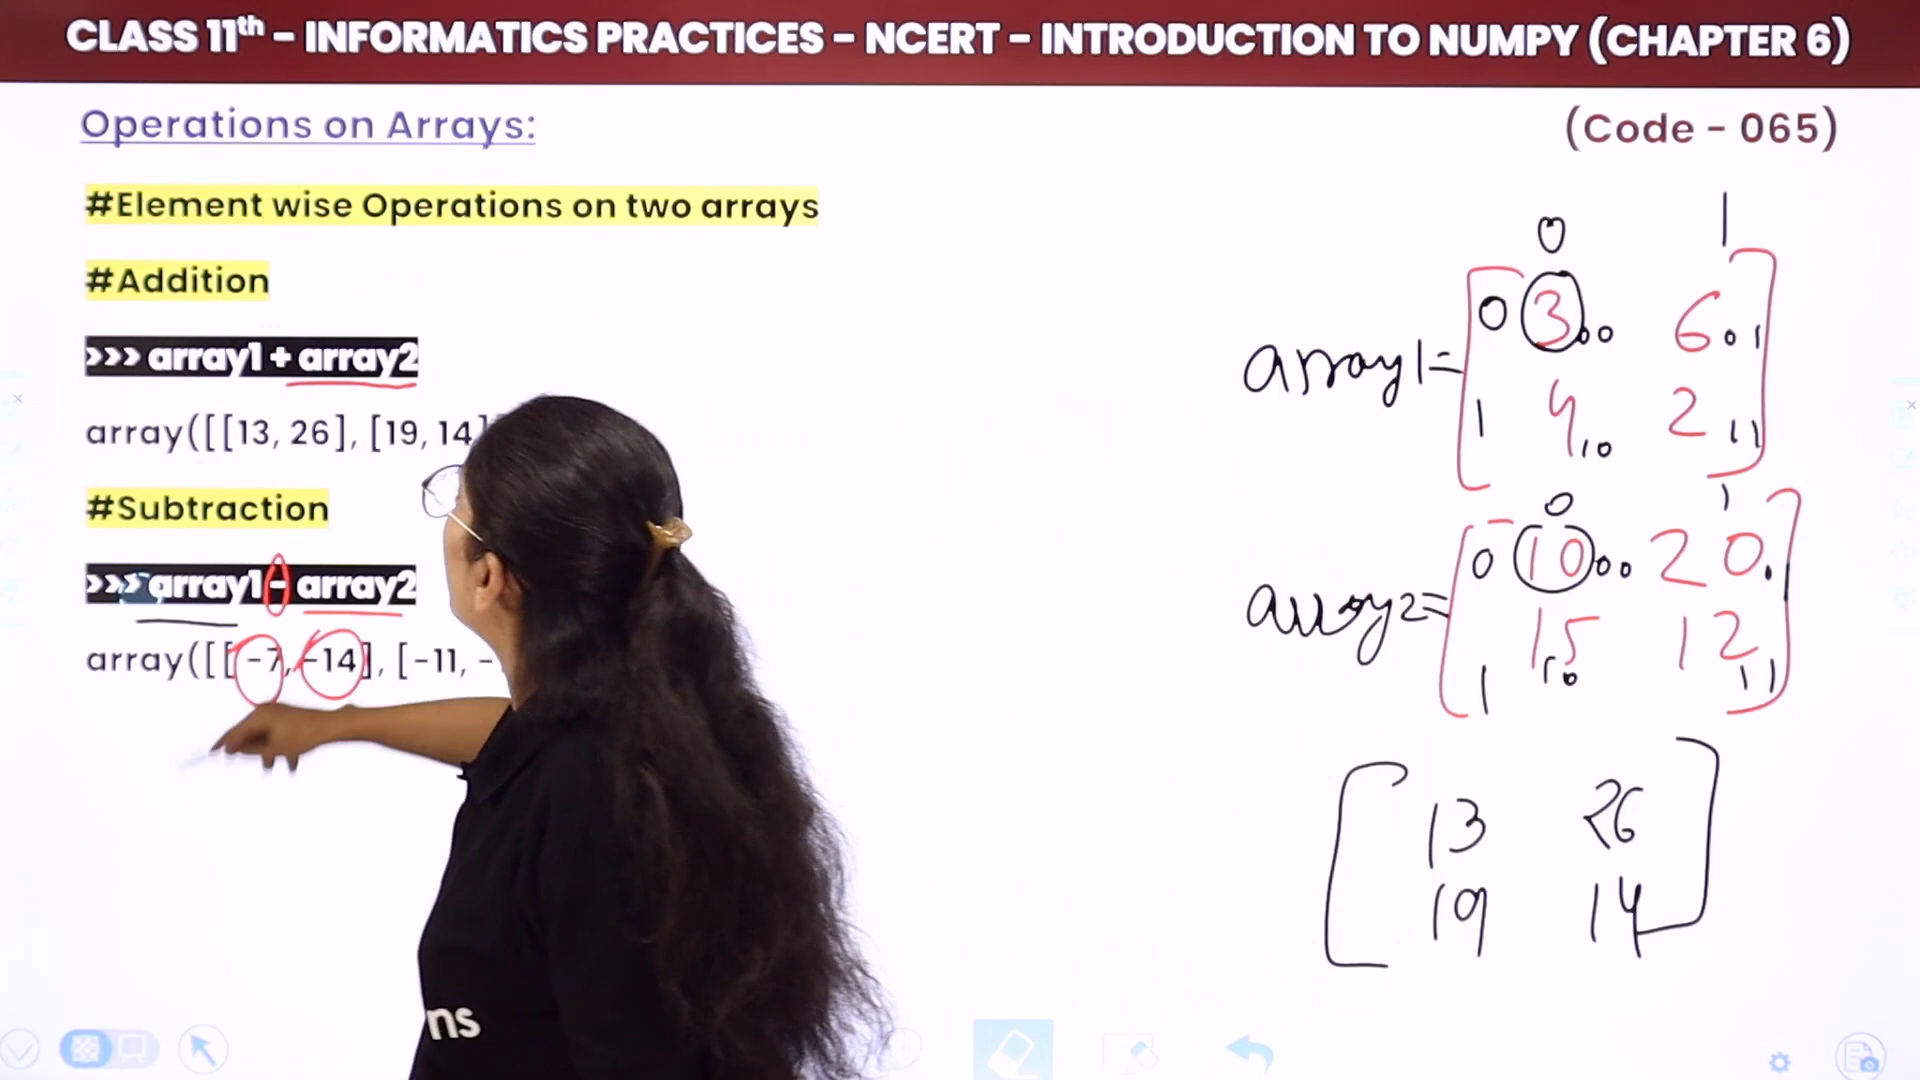 CLASS 11th - INFORMATICS PRACTICES - NCERT - INTRODUCTION TO NUMPY (CHAPTER 6)
Operations on Arrays:
(Code - 065)
#Element wise Operations on two arrays
#Addition
>>> array1 + array2
array([[13, 26], [19, 14]
#Subtraction
>>> array1 - array2
array([[ -7, -14], [-11, -
0 1
0 3 00 6 01
array1=
1 4 10 2 11
0 1
0 10 00 20
array2=
1 15 10 12 11
13 26
19 14
ns